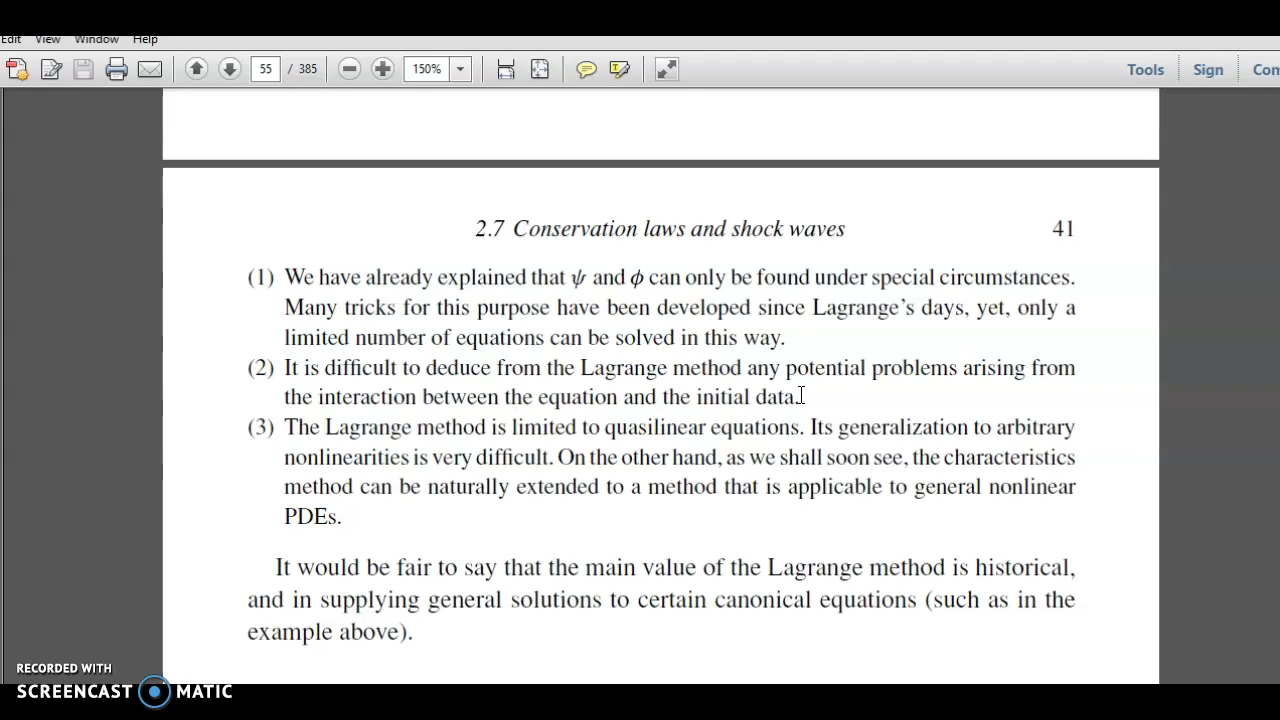 Edit View Window Help
55 / 385 150% Tools Sign Com
2.7 Conservation laws and shock waves 41
(1) We have already explained that ψ and ϕ can only be found under special circumstances.
Many tricks for this purpose have been developed since Lagrange's days, yet, only a
limited number of equations can be solved in this way.
(2) It is difficult to deduce from the Lagrange method any potential problems arising from
the interaction between the equation and the initial data.
(3) The Lagrange method is limited to quasilinear equations. Its generalization to arbitrary
nonlinearities is very difficult. On the other hand, as we shall soon see, the characteristics
method can be naturally extended to a method that is applicable to general nonlinear
PDEs.
It would be fair to say that the main value of the Lagrange method is historical,
and in supplying general solutions to certain canonical equations (such as in the
example above).
RECORDED WITH
SCREENCAST MATIC